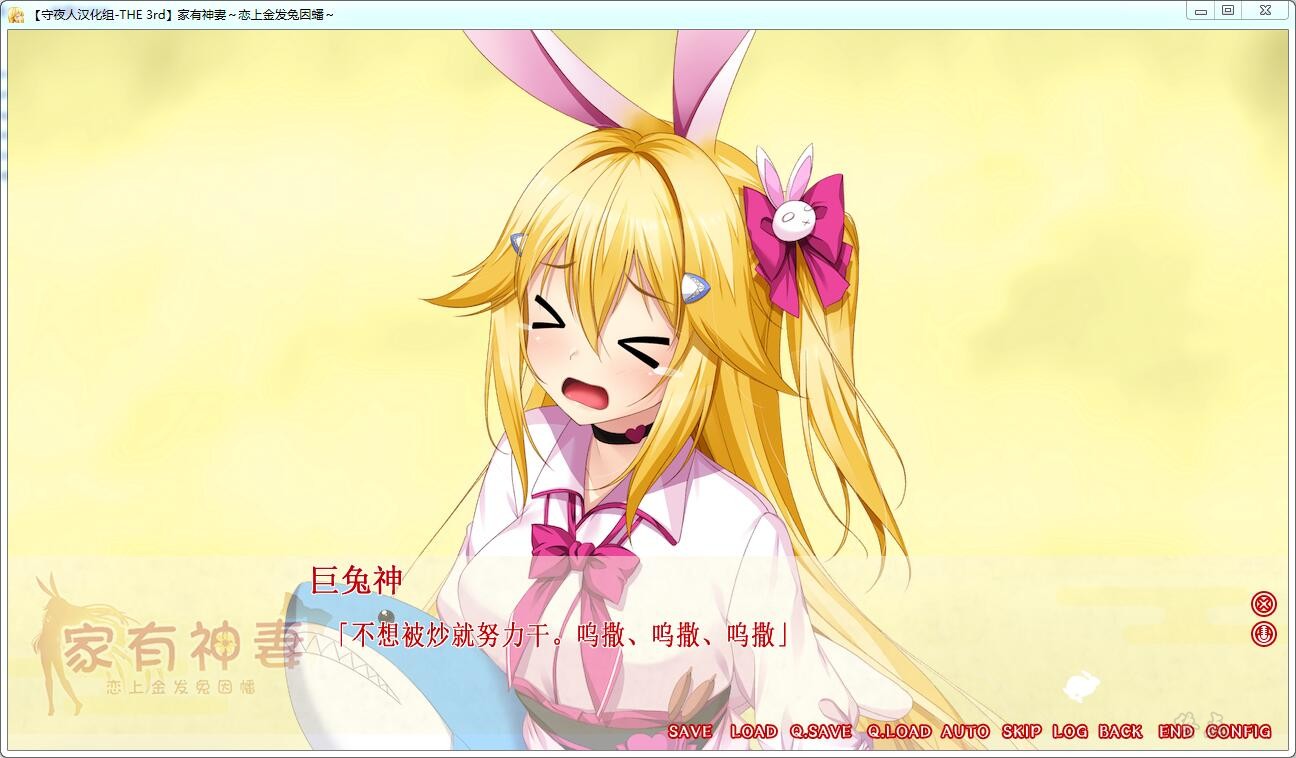 【守夜人汉化组-THE 3rd】家有神妻～恋上金发兔因幡～
巨兔神
「不想被炒就努力干。呜撒、呜撒、呜撒」
家有神妻
恋上金发兔因幡
SAVE LOAD Q.SAVE Q.LOAD AUTO SKIP LOG BACK END CONFIG